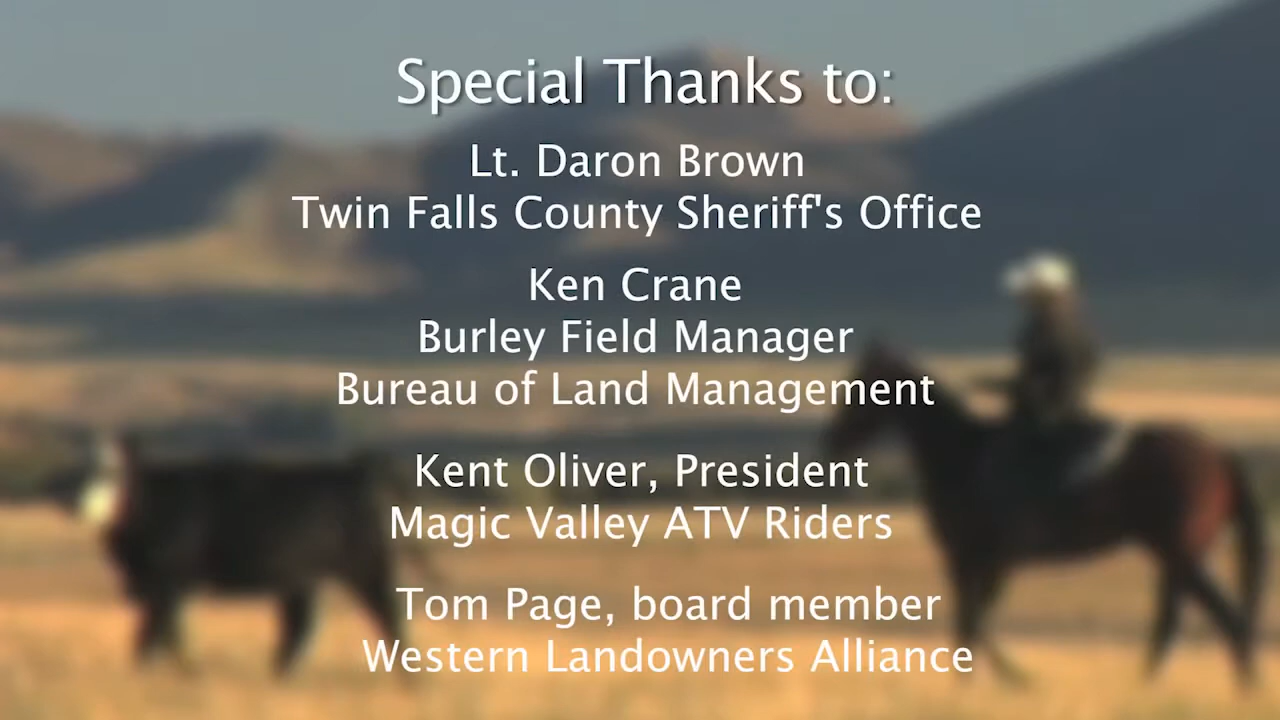 Special Thanks to:
Lt. Daron Brown
Twin Falls County Sheriff's Office
Ken Crane
Burley Field Manager
Bureau of Land Management
Kent Oliver, President
Magic Valley ATV Riders
Tom Page, board member
Western Landowners Alliance